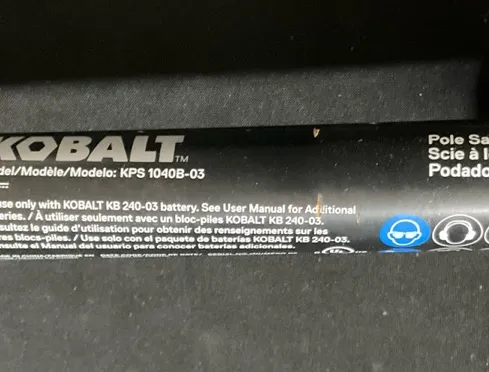 KOBALT™
del/Modèle/Modelo: KPS 1040B-03
use only with KOBALT KB 240-03 battery. See User Manual for Additional
eries. / À utiliser seulement avec un bloc-piles KOBALT KB 240-03.
sultez le guide d'utilisation pour obtenir des renseignements sur les
res blocs-piles. / Use solo con el paquete de baterías KOBALT KB 240-03.
nsulte el Manual del usuario para conocer baterías adicionales.
Pole Sa
Scie à l
Podado